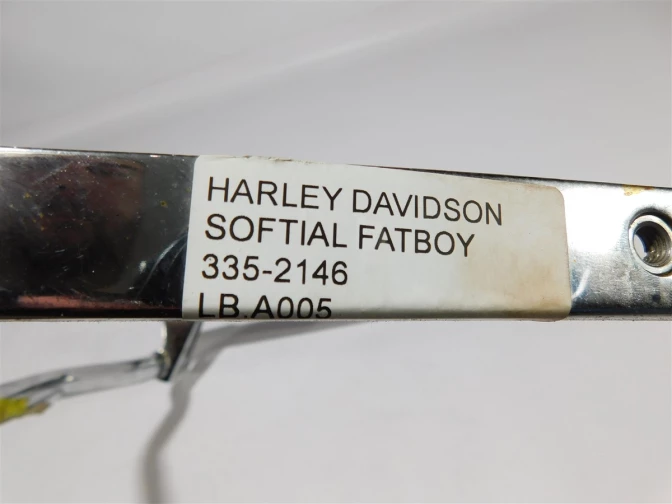 HARLEY DAVIDSON
SOFTIAL FATBOY
335-2146
LB.A005